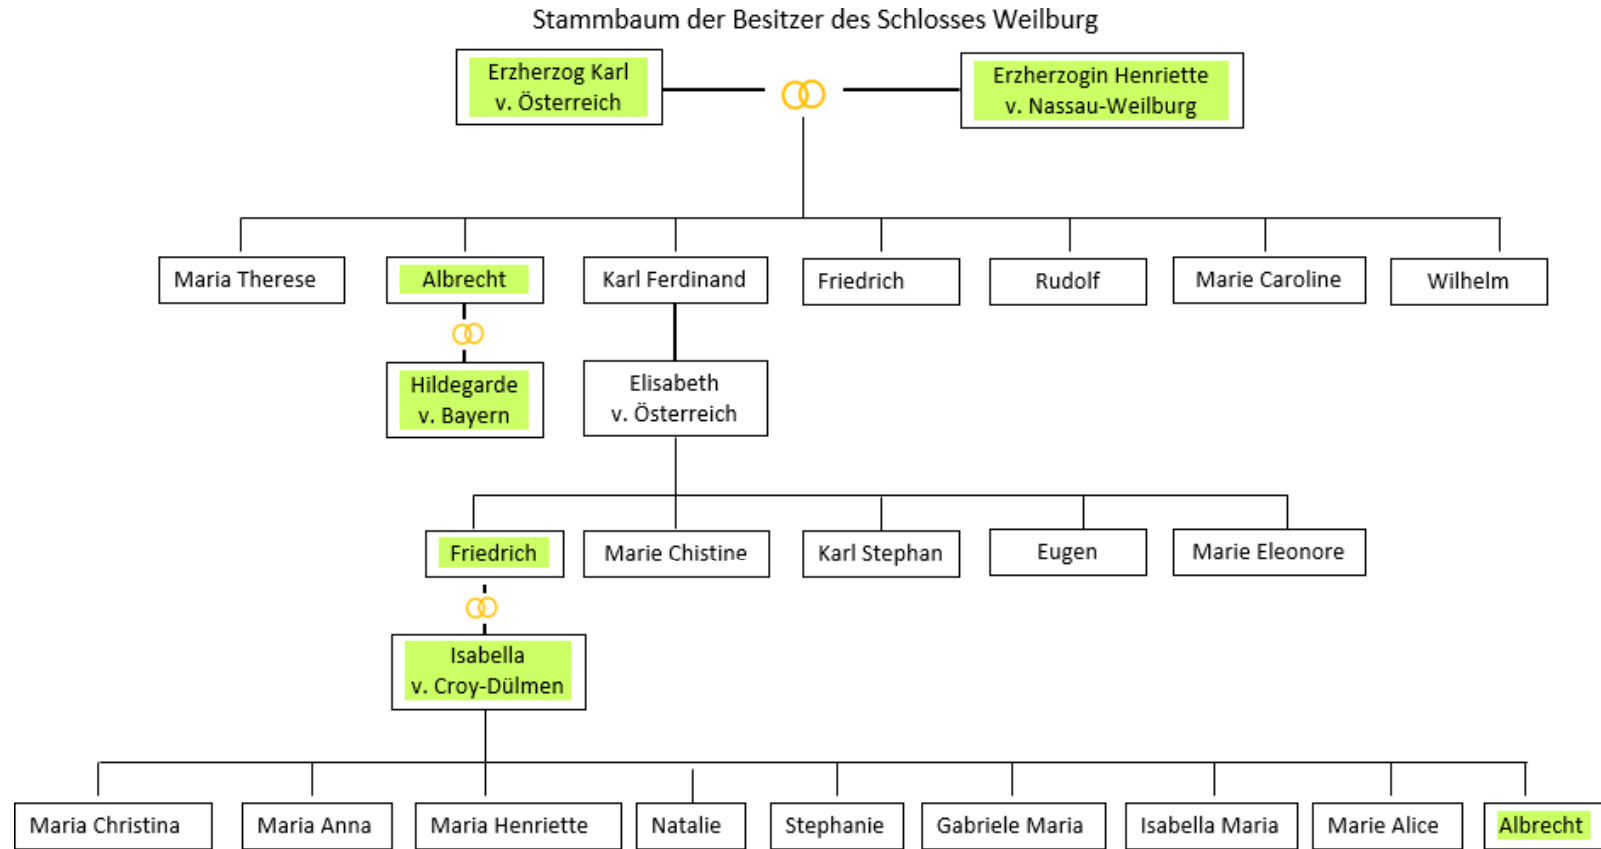 Stammbaum der Besitzer des Schlosses Weilburg
Erzherzog Karl
v. Österreich
Erzherzogin Henriette
v. Nassau-Weilburg
Maria Therese
Albrecht
Karl Ferdinand
Friedrich
Rudolf
Marie Caroline
Wilhelm
Hildegarde
v. Bayern
Elisabeth
v. Österreich
Friedrich
Marie Chistine
Karl Stephan
Eugen
Marie Eleonore
Isabella
v. Croy-Dülmen
Maria Christina
Maria Anna
Maria Henriette
Natalie
Stephanie
Gabriele Maria
Isabella Maria
Marie Alice
Albrecht